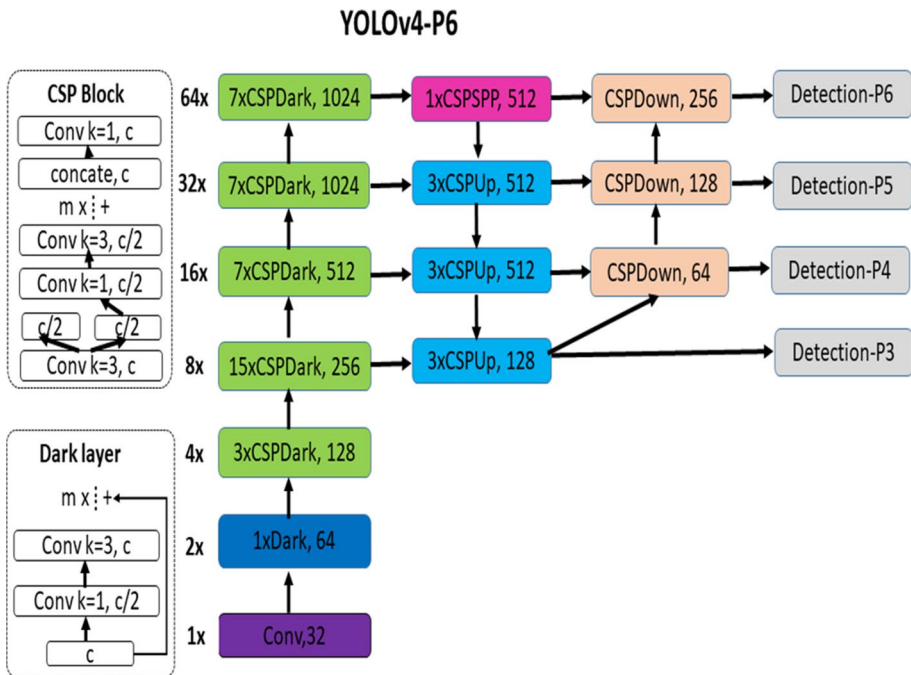 YOLOv4-P6
CSP Block
Conv k=1, c
concate, c
m x +
Conv k=3, c/2
Conv k=1, c/2
c/2 c/2
Conv k=3, c
Dark layer
m x +
Conv k=3, c
Conv k=1, c/2
c
64x 7xCSPDark, 1024 1xCSPSPP, 512 CSPDown, 256 Detection-P6
32x 7xCSPDark, 1024 3xCSPUp, 512 CSPDown, 128 Detection-P5
16x 7xCSPDark, 512 3xCSPUp, 512 CSPDown, 64 Detection-P4
8x 15xCSPDark, 256 3xCSPUp, 128 Detection-P3
4x 3xCSPDark, 128
2x 1xDark, 64
1x Conv,32